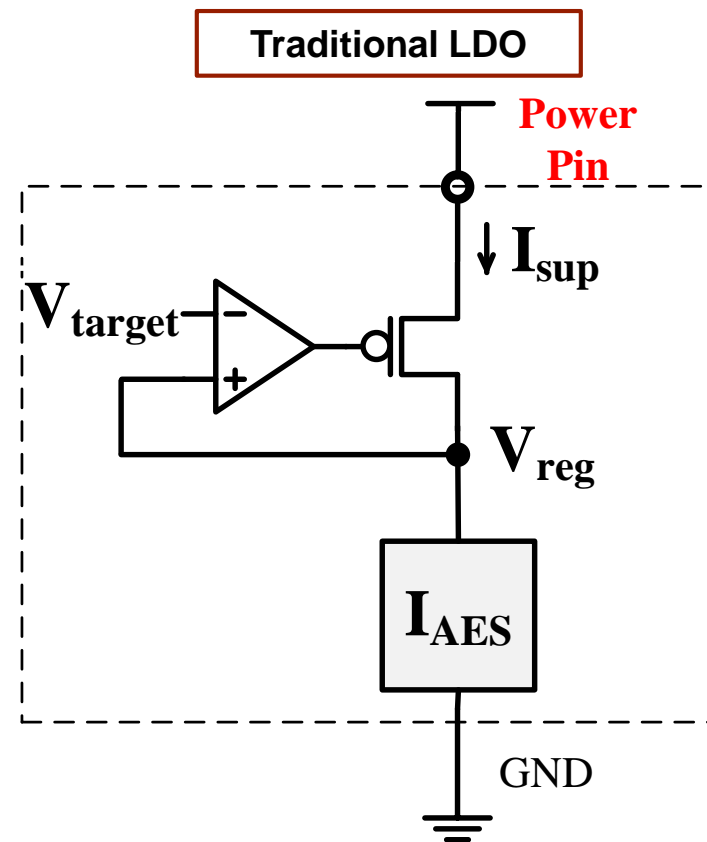 Traditional LDO
Power
Pin
Isup
Vtarget
-
+
Vreg
IAES
GND